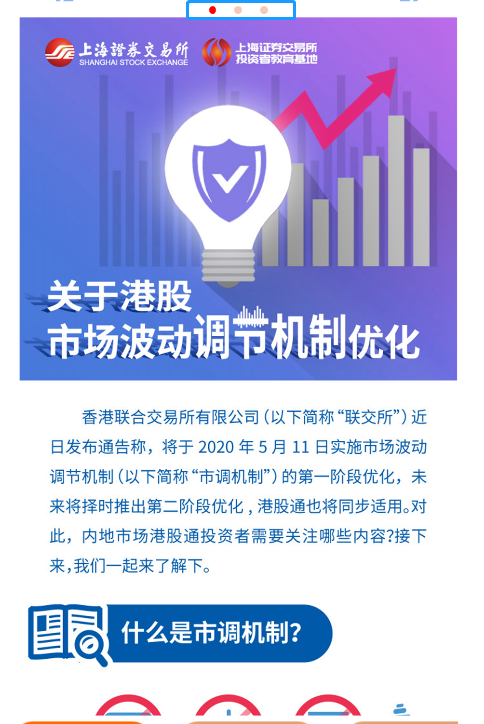 上海證券交易所
SHANGHAI STOCK EXCHANGE
上海证券交易所
投资者教育基地
关于港股
市场波动调节机制优化
香港联合交易所有限公司（以下简称“联交所”）近
日发布通告称，将于 2020 年 5 月 11 日实施市场波动
调节机制（以下简称“市调机制”）的第一阶段优化，未
来将择时推出第二阶段优化，港股通也将同步适用。对
此，内地市场港股通投资者需要关注哪些内容？接下
来，我们一起来了解下。
什么是市调机制？